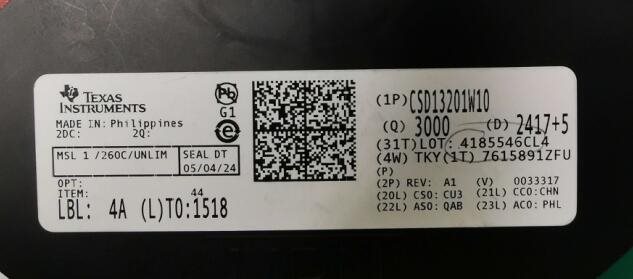 TEXAS
INSTRUMENTS
MADE IN: Philippines
2DC: 2Q:
Pb
G1
e
MSL 1 /260C/UNLIM
SEAL DT
05/04/24
OPT:
ITEM: 44
LBL: 4A (L)TO:1518
(1P)CSD13201W10
(Q) 3000 (D) 2417+5
(31T)LOT: 4185546CL4
(4W) TKY(1T) 7615891ZFU
(P)
(2P) REV: A1 (V) 0033317
(20L) CSO: CU3 (21L) CCO:CHN
(22L) ASO: QAB (23L) ACO: PHL